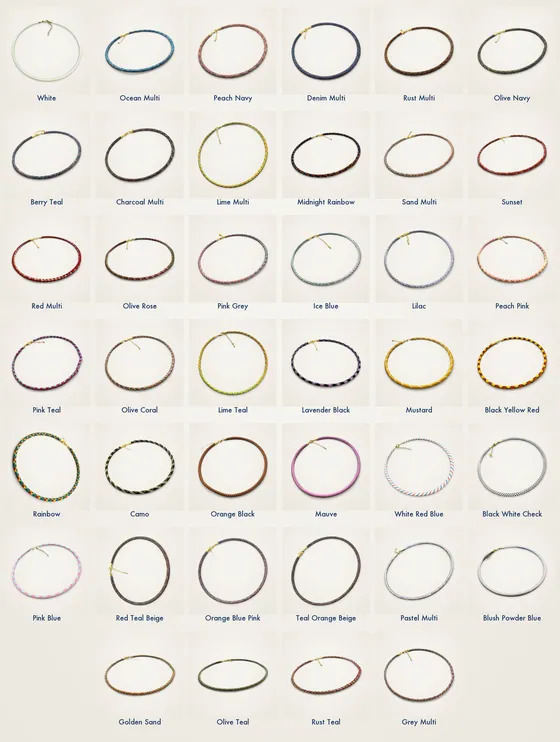 White
Ocean Multi
Peach Navy
Denim Multi
Rust Multi
Olive Navy
Berry Teal
Charcoal Multi
Lime Multi
Midnight Rainbow
Sand Multi
Sunset
Red Multi
Olive Rose
Pink Grey
Ice Blue
Lilac
Peach Pink
Pink Teal
Olive Coral
Lime Teal
Lavender Black
Mustard
Black Yellow Red
Rainbow
Camo
Orange Black
Mauve
White Red Blue
Black White Check
Pink Blue
Red Teal Beige
Orange Blue Pink
Teal Orange Beige
Pastel Multi
Blush Powder Blue
Golden Sand
Olive Teal
Rust Teal
Grey Multi